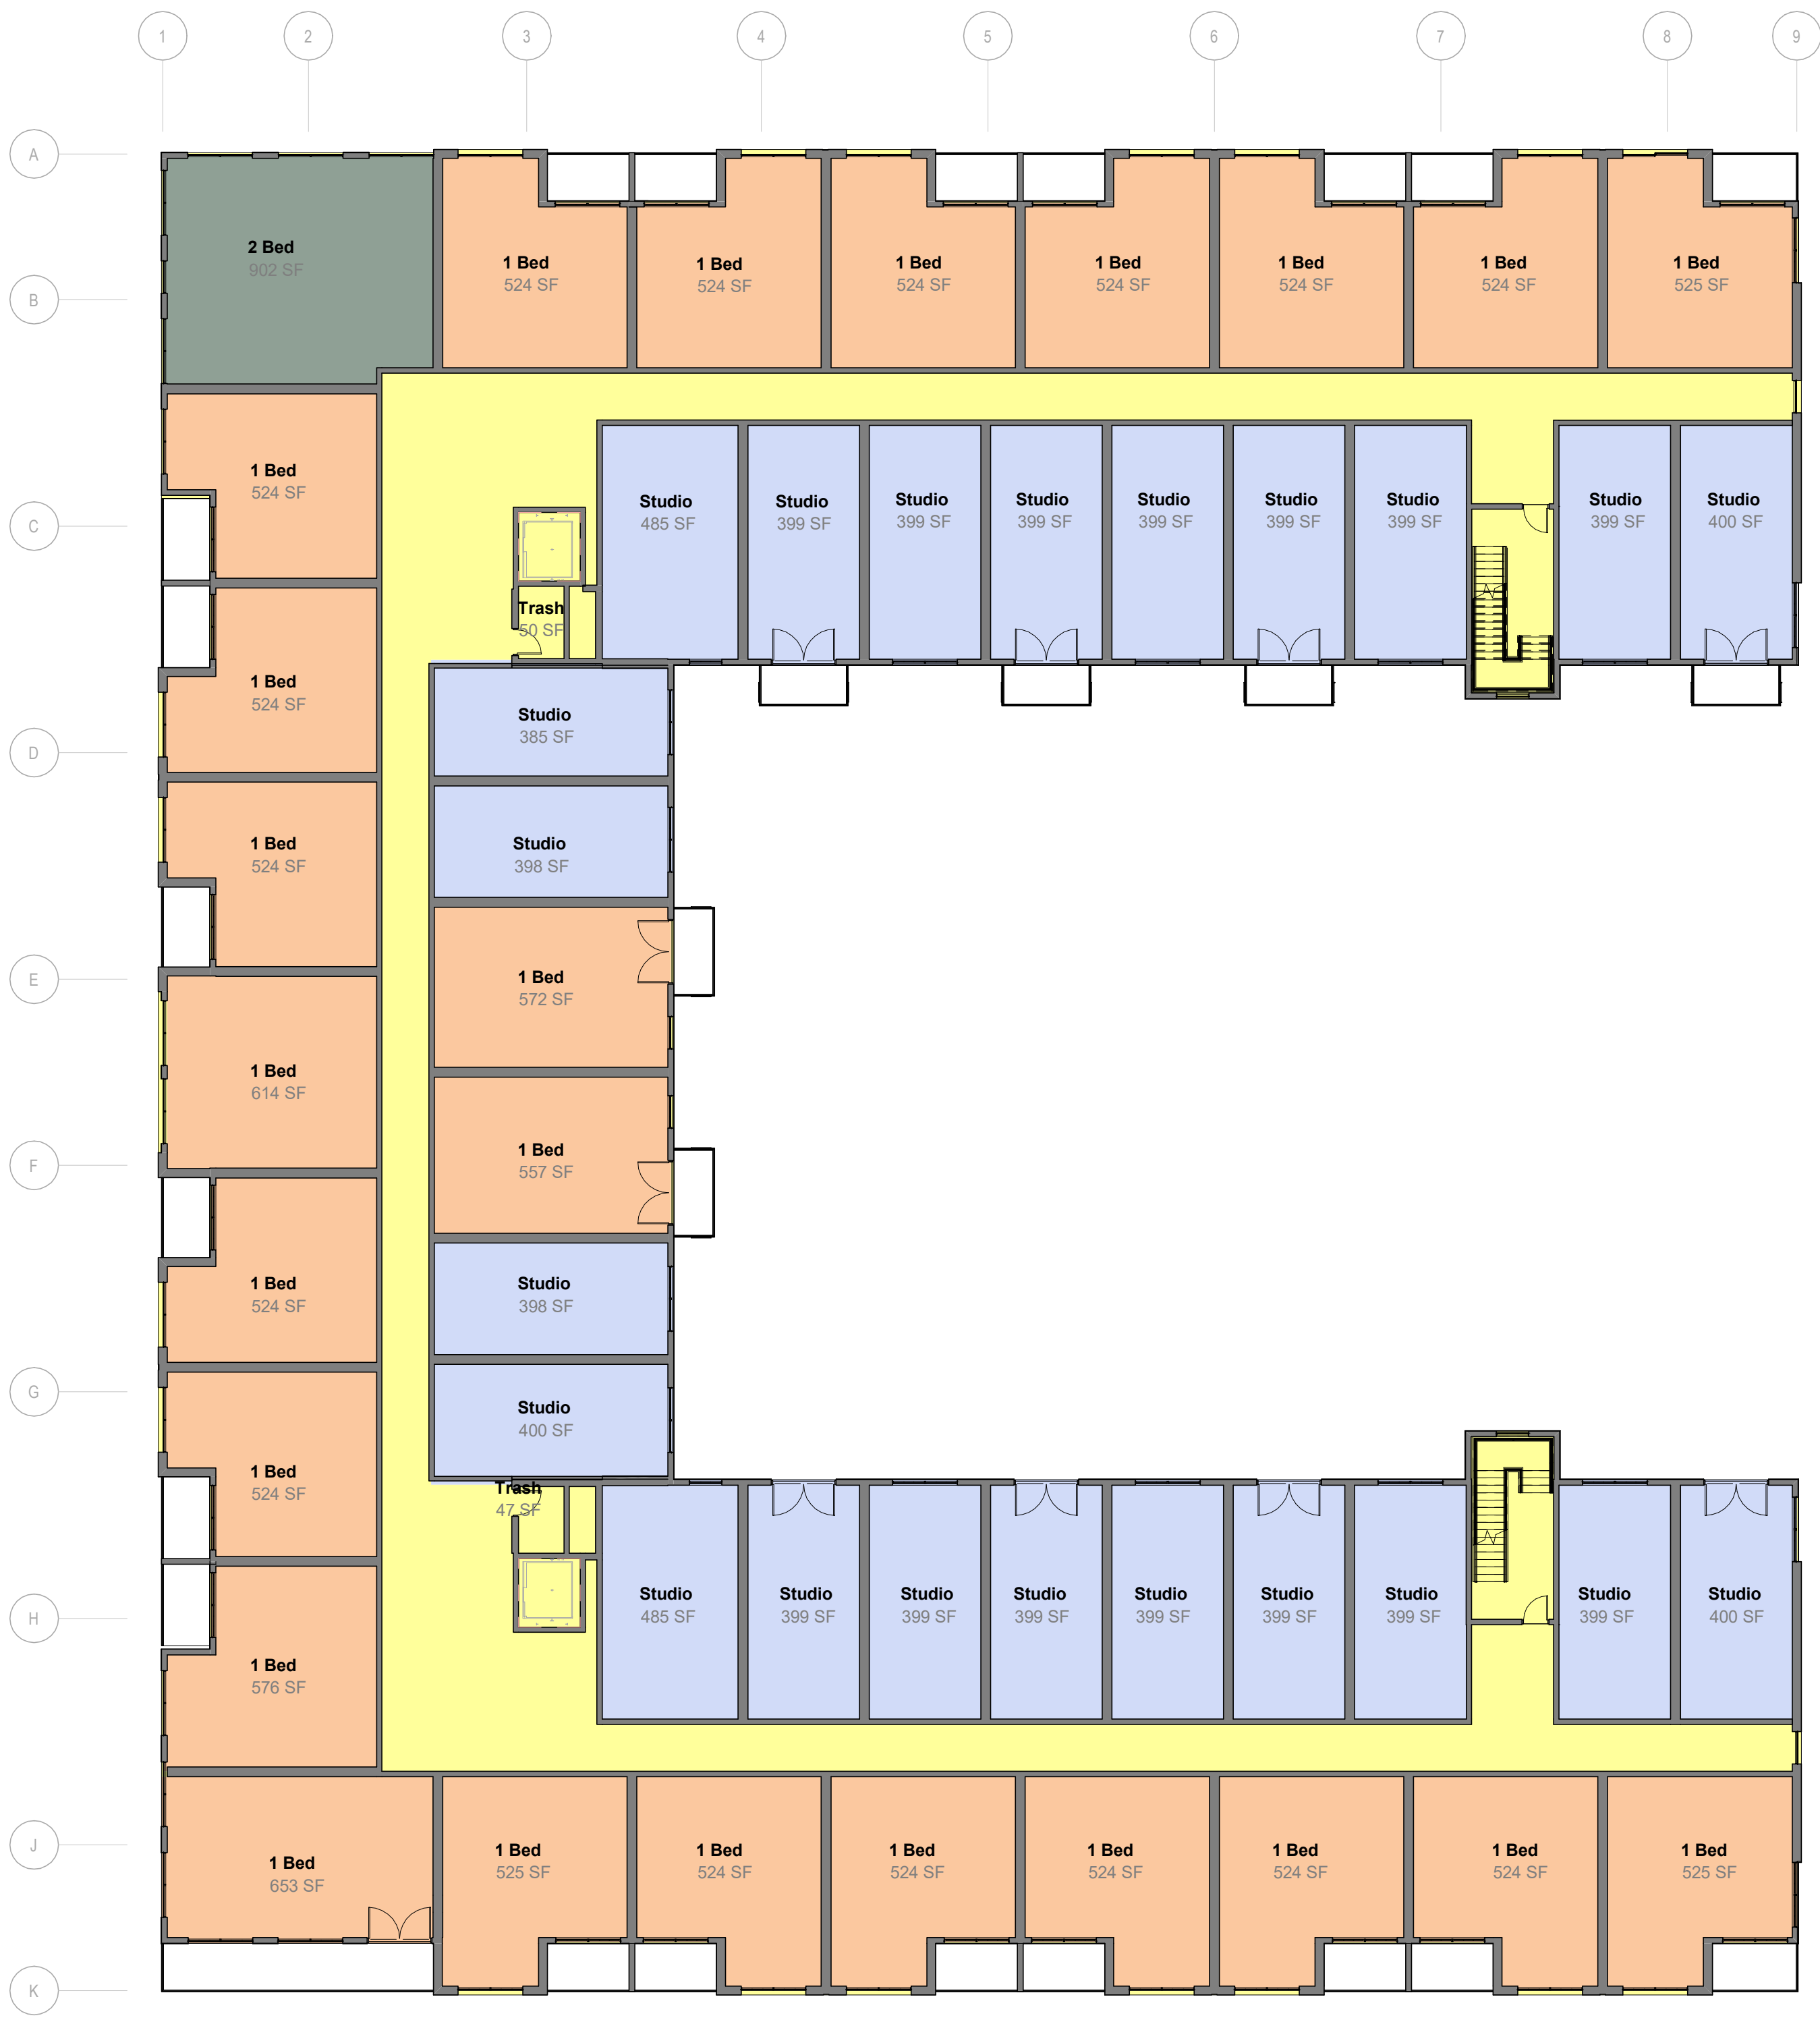 1
2
3
4
5
6
7
8
9
A
2 Bed
902 SF
1 Bed
524 SF
1 Bed
524 SF
1 Bed
524 SF
1 Bed
524 SF
1 Bed
524 SF
1 Bed
524 SF
1 Bed
525 SF
B
1 Bed
524 SF
C
Studio
485 SF
Studio
399 SF
Studio
399 SF
Studio
399 SF
Studio
399 SF
Studio
399 SF
Studio
399 SF
Studio
399 SF
Studio
400 SF
Trash
50 SF
1 Bed
524 SF
Studio
385 SF
D
1 Bed
524 SF
Studio
398 SF
E
1 Bed
572 SF
1 Bed
614 SF
1 Bed
557 SF
F
1 Bed
524 SF
Studio
398 SF
G
Studio
400 SF
1 Bed
524 SF
Trash
47 SF
H
Studio
485 SF
Studio
399 SF
Studio
399 SF
Studio
399 SF
Studio
399 SF
Studio
399 SF
Studio
399 SF
Studio
399 SF
Studio
400 SF
1 Bed
576 SF
J
1 Bed
653 SF
1 Bed
525 SF
1 Bed
524 SF
1 Bed
524 SF
1 Bed
524 SF
1 Bed
524 SF
1 Bed
524 SF
1 Bed
525 SF
K